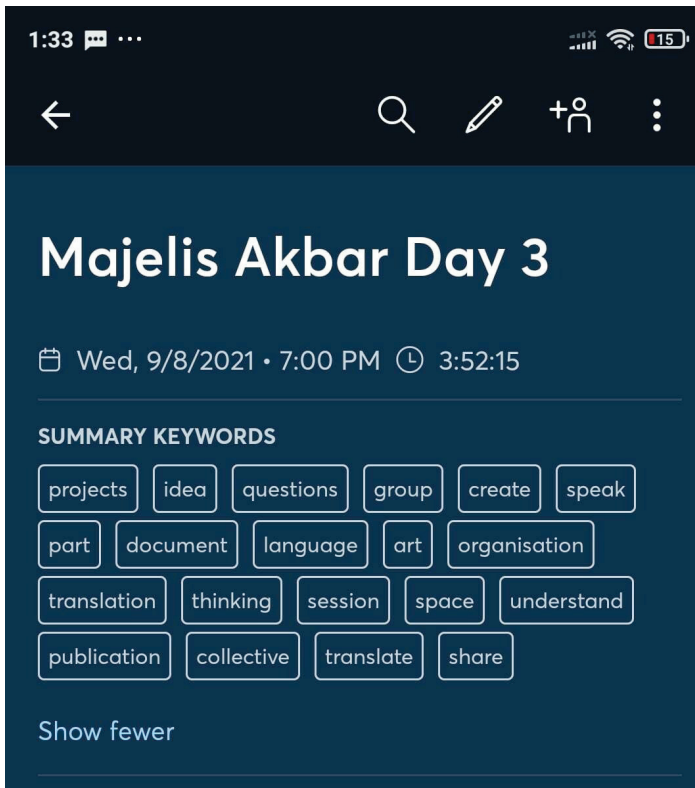 1:33
15
Majelis Akbar Day 3
Wed, 9/8/2021 • 7:00 PM 3:52:15
SUMMARY KEYWORDS
projects idea questions group create speak
part document language art organisation
translation thinking session space understand
publication collective translate share
Show fewer